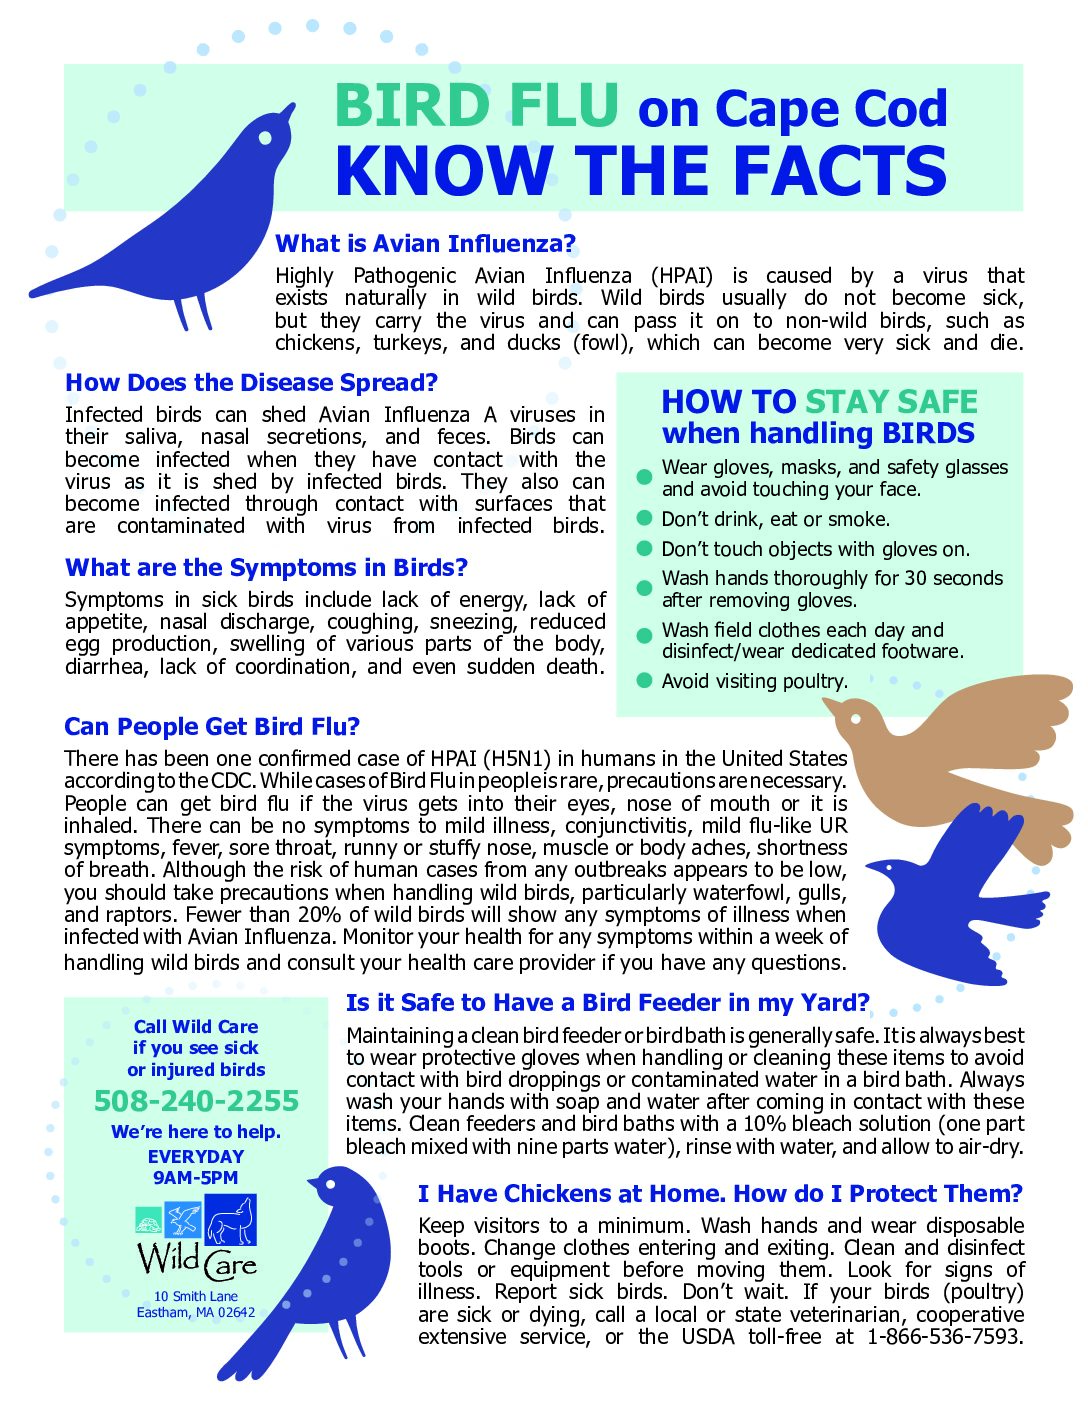 BIRD FLU on Cape Cod
KNOW THE FACTS
What is Avian Influenza?
Highly Pathogenic Avian Influenza (HPAI) is caused by a virus that
exists naturally in wild birds. Wild birds usually do not become sick,
but they carry the virus and can pass it on to non-wild birds, such as
chickens, turkeys, and ducks (fowl), which can become very sick and die.
How Does the Disease Spread?
Infected birds can shed Avian Influenza A viruses in
their saliva, nasal secretions, and feces. Birds can
become infected when they have contact with the
virus as it is shed by infected birds. They also can
become infected through contact with surfaces that
are contaminated with virus from infected birds.
What are the Symptoms in Birds?
Symptoms in sick birds include lack of energy, lack of
appetite, nasal discharge, coughing, sneezing, reduced
egg production, swelling of various parts of the body,
diarrhea, lack of coordination, and even sudden death.
HOW TO STAY SAFE
when handling BIRDS
Wear gloves, masks, and safety glasses
and avoid touching your face.
Don't drink, eat or smoke.
Don't touch objects with gloves on.
Wash hands thoroughly for 30 seconds
after removing gloves.
Wash field clothes each day and
disinfect/wear dedicated footware.
Avoid visiting poultry.
Can People Get Bird Flu?
There has been one confirmed case of HPAI (H5N1) in humans in the United States
according to the CDC. While cases of Bird Flu in people is rare, precautions are necessary.
People can get bird flu if the virus gets into their eyes, nose of mouth or it is
inhaled. There can be no symptoms to mild illness, conjunctivitis, mild flu-like UR
symptoms, fever, sore throat, runny or stuffy nose, muscle or body aches, shortness
of breath. Although the risk of human cases from any outbreaks appears to be low,
you should take precautions when handling wild birds, particularly waterfowl, gulls,
and raptors. Fewer than 20% of wild birds will show any symptoms of illness when
infected with Avian Influenza. Monitor your health for any symptoms within a week of
handling wild birds and consult your health care provider if you have any questions.
Is it Safe to Have a Bird Feeder in my Yard?
Maintaining a clean bird feeder or bird bath is generally safe. It is always best
to wear protective gloves when handling or cleaning these items to avoid
contact with bird droppings or contaminated water in a bird bath. Always
wash your hands with soap and water after coming in contact with these
items. Clean feeders and bird baths with a 10% bleach solution (one part
bleach mixed with nine parts water), rinse with water, and allow to air-dry.
Call Wild Care
if you see sick
or injured birds
508-240-2255
We're here to help.
EVERYDAY
9AM-5PM
Wild Care
10 Smith Lane
Eastham, MA 02642
I Have Chickens at Home. How do I Protect Them?
Keep visitors to a minimum. Wash hands and wear disposable
boots. Change clothes entering and exiting. Clean and disinfect
tools or equipment before moving them. Look for signs of
illness. Report sick birds. Don't wait. If your birds (poultry)
are sick or dying, call a local or state veterinarian, cooperative
extensive service, or the USDA toll-free at 1-866-536-7593.